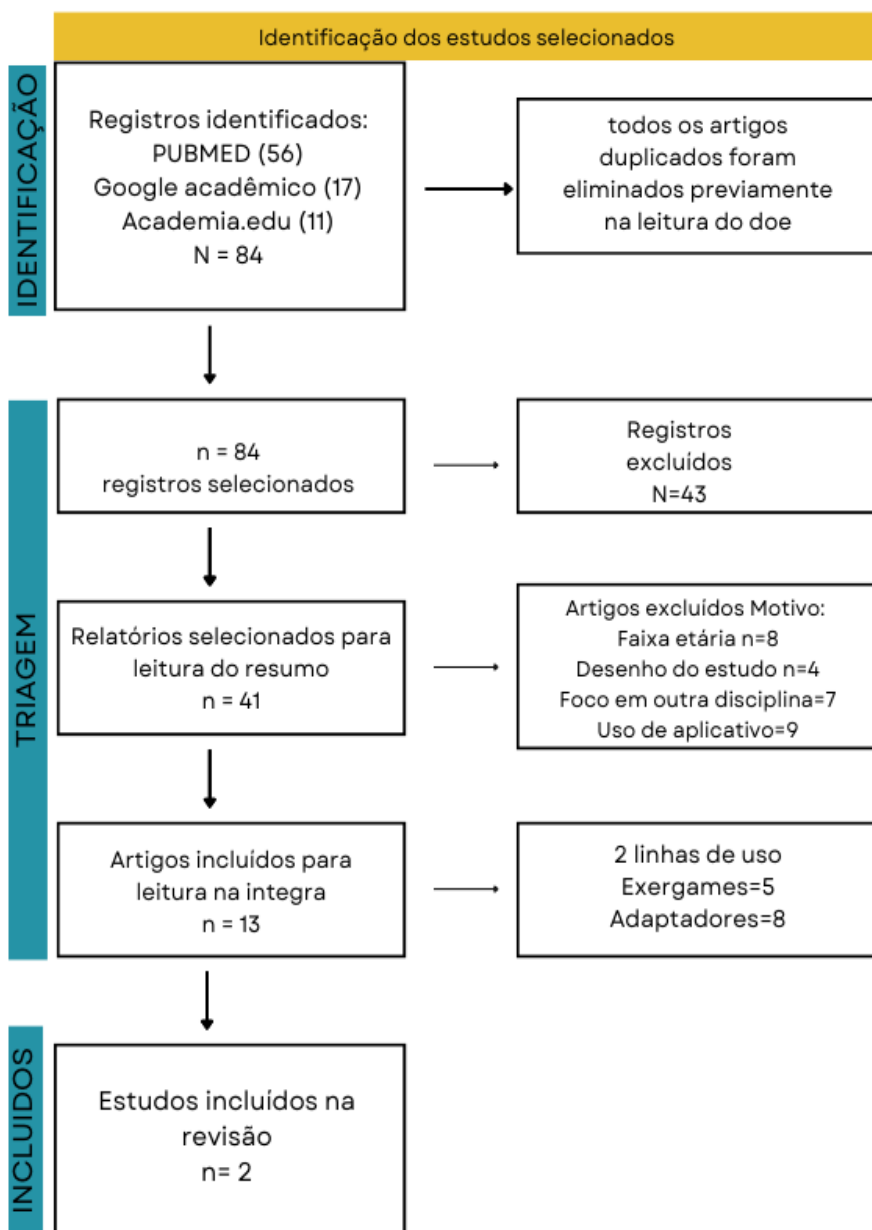 Identificação dos estudos selecionados
IDENTIFICAÇÃO
Registros identificados:
PUBMED (56)
Google acadêmico (17)
Academia.edu (11)
N = 84
todos os artigos
duplicados foram
eliminados previamente
na leitura do doe
TRIAGEM
n = 84
registros selecionados
Registros
excluídos
N=43
Relatórios selecionados para
leitura do resumo
n = 41
Artigos excluídos Motivo:
Faixa etária n=8
Desenho do estudo n=4
Foco em outra disciplina=7
Uso de aplicativo=9
Artigos incluídos para
leitura na integra
n = 13
2 linhas de uso
Exergames=5
Adaptadores=8
INCLUIDOS
Estudos incluídos na
revisão
n= 2